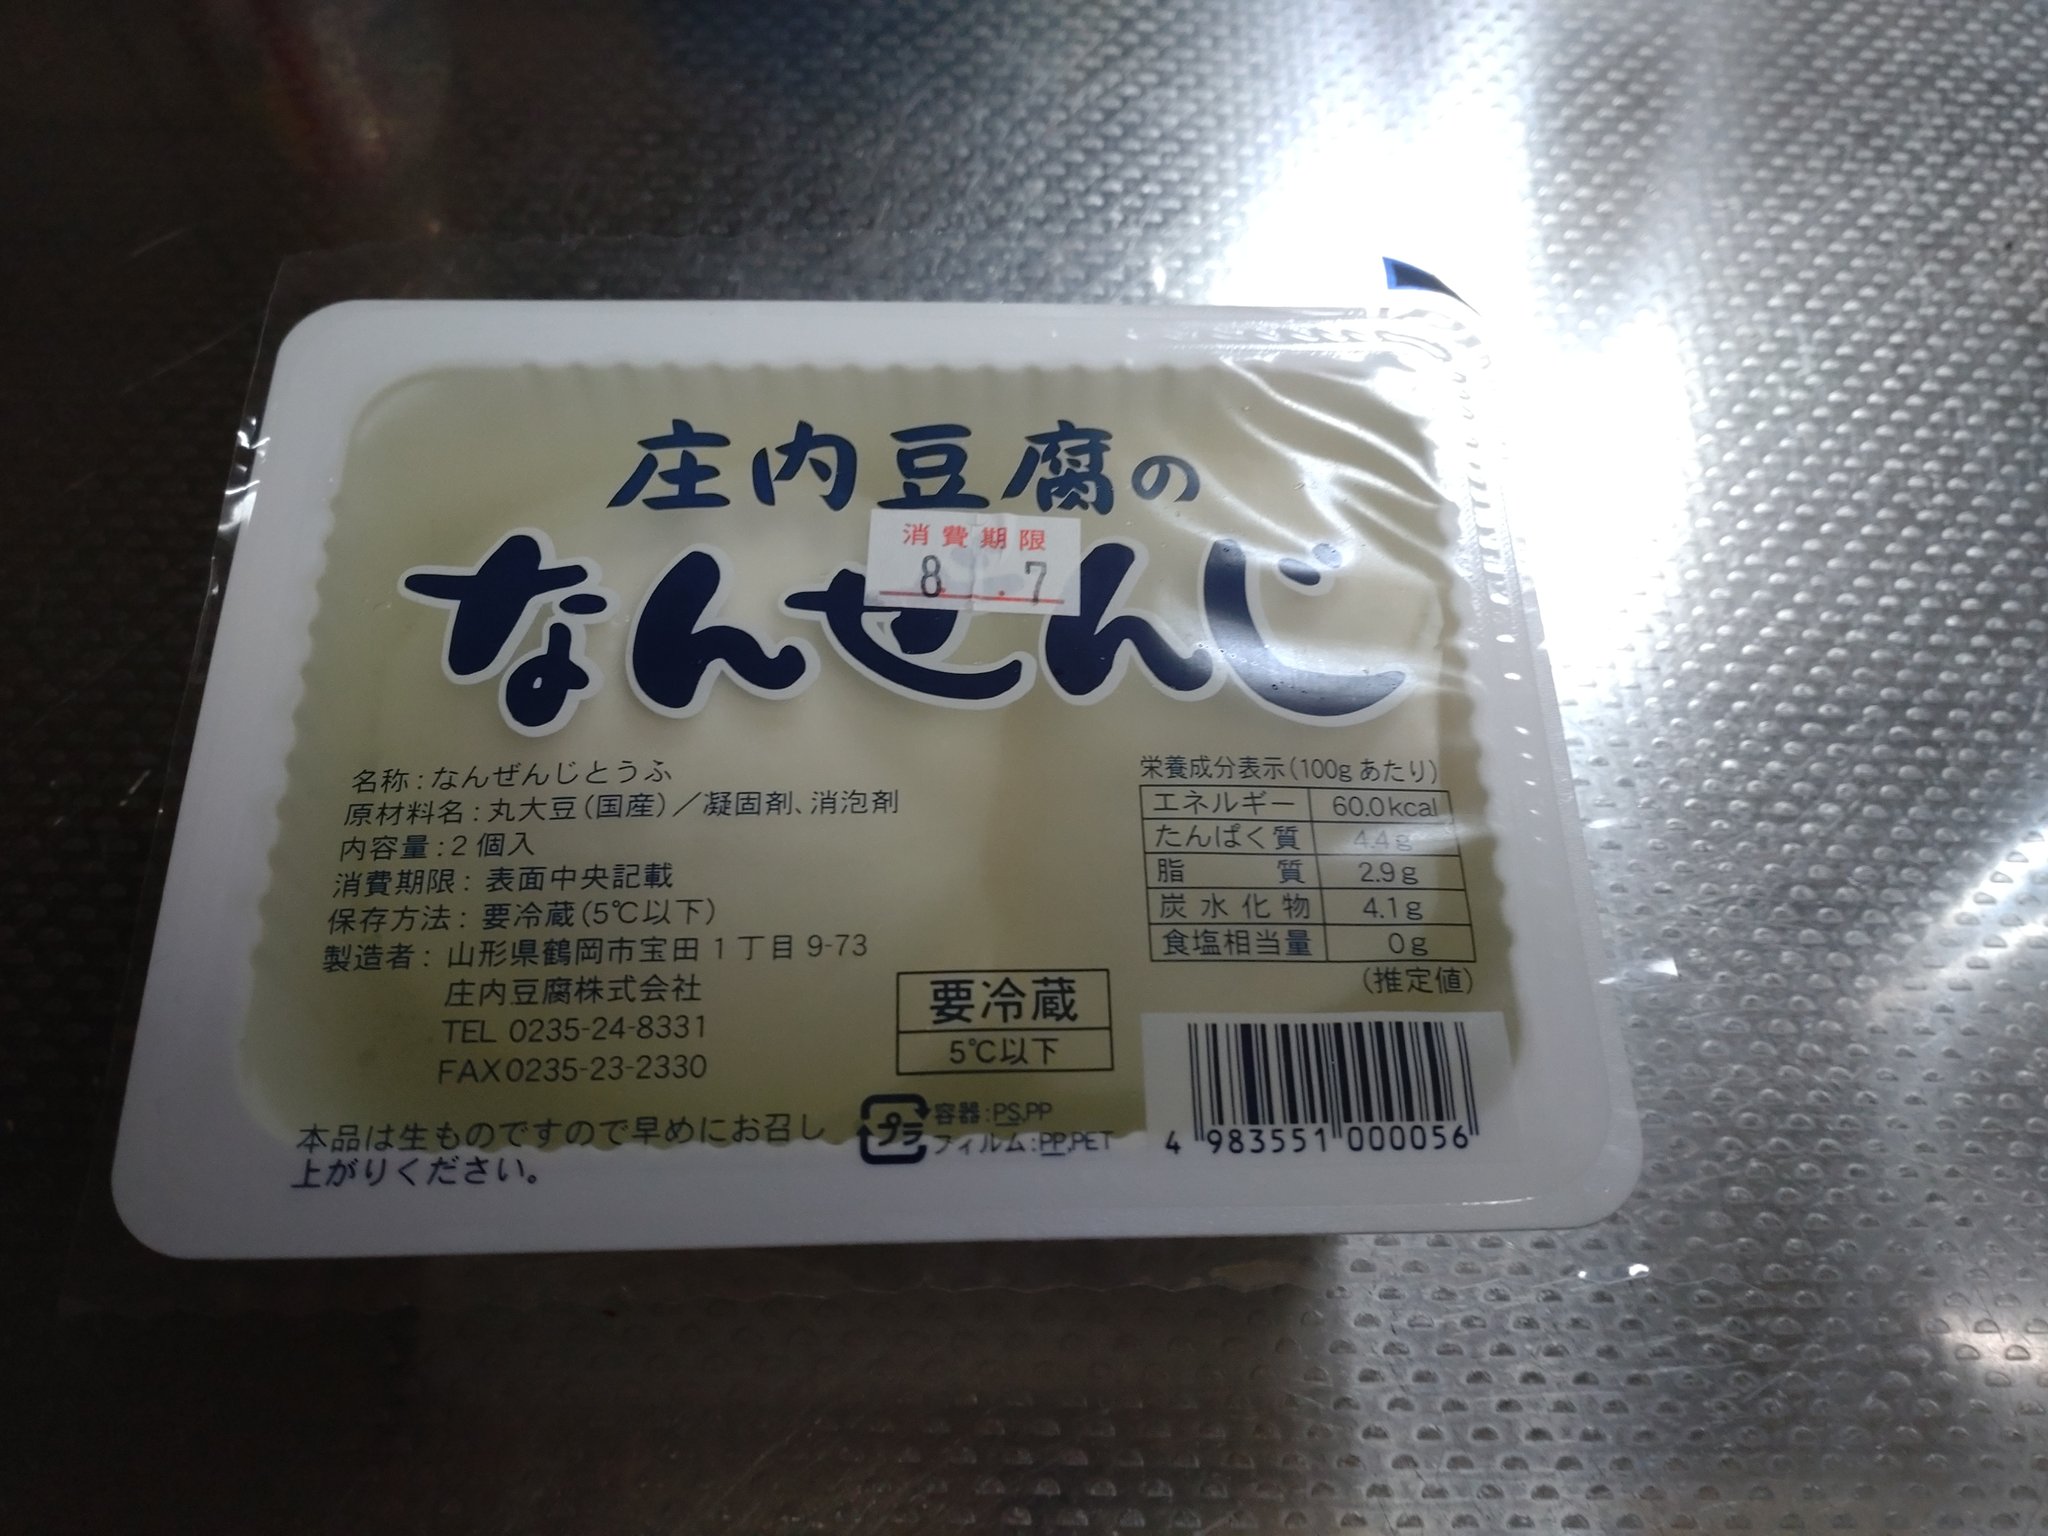 庄内豆腐の
消費期限
8.7
なんぜんじ
名称:なんぜんじとうふ
原材料名:丸大豆(国産)/凝固剤、消泡剤
内容量:2個入
消費期限:表面中央記載
保存方法:要冷蔵(5℃以下)
製造者:山形県鶴岡市宝田1丁目9-73
庄内豆腐株式会社
TEL 0235-24-8331
FAX0235-23-2330
本品は生ものですので早めにお召し
上がりください。
要冷蔵
5℃以下
プラ
容器:PS,PP
フィルム:PP,PET
栄養成分表示(100gあたり)
エネルギー 60.0kcal
たんぱく質 4.4g
脂質 2.9g
炭水化物 4.1g
食塩相当量 0g
(推定値)
4 983551 000056